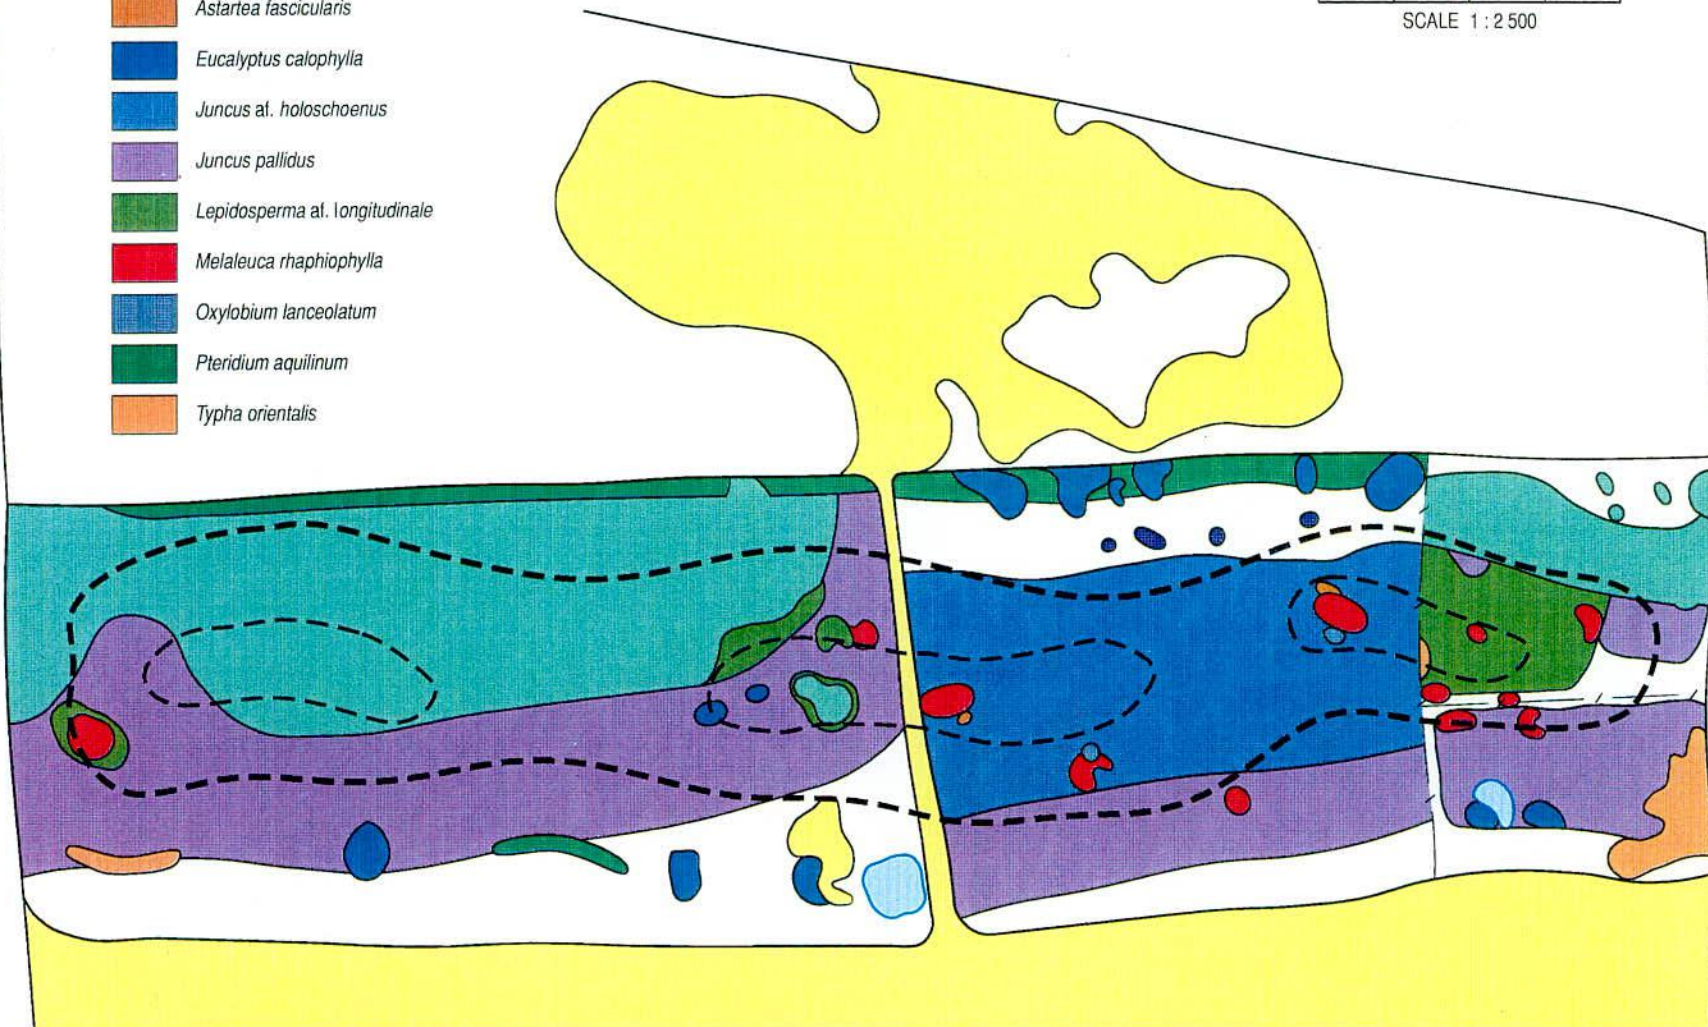 Astartea fascicularis
SCALE 1 : 2 500
Eucalyptus calophylla
Juncus af. holoschoenus
Juncus pallidus
Lepidosperma af. longitudinale
Melaleuca rhaphiophylla
Oxylobium lanceolatum
Pteridium aquilinum
Typha orientalis